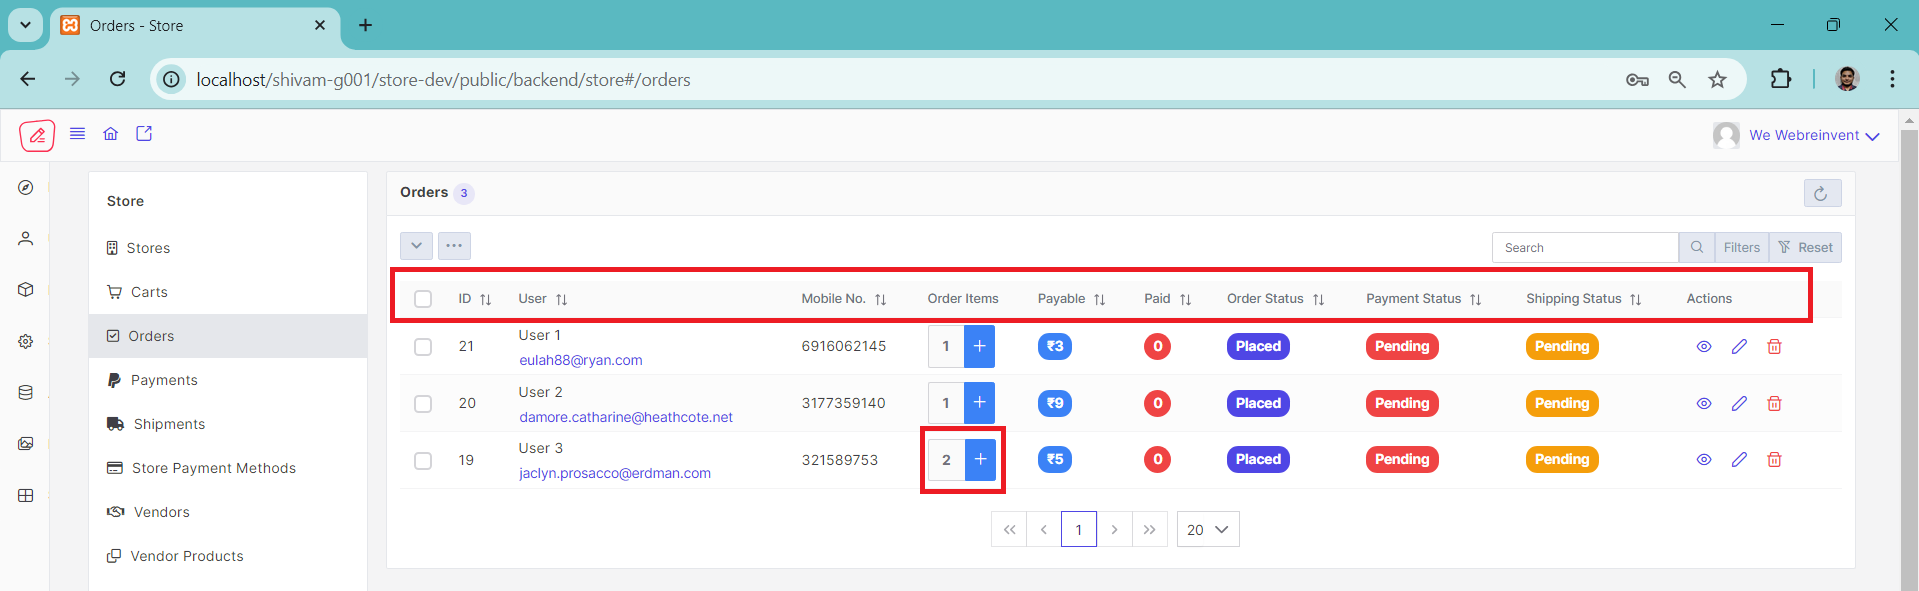 Orders - Store
localhost/shivam-g001/store-dev/public/backend/store#/orders
We Webreinvent
Store
Stores
Carts
Orders
Payments
Shipments
Store Payment Methods
Vendors
Vendor Products
Orders 3
Search Filters Reset
ID User Mobile No. Order Items Payable Paid Order Status Payment Status Shipping Status Actions
21 User 1 6916062145 1 + ₹3 0 Placed Pending Pending
eulah88@ryan.com
20 User 2 3177359140 1 + ₹9 0 Placed Pending Pending
damore.catharine@heathcote.net
19 User 3 321589753 2 + ₹5 0 Placed Pending Pending
jaclyn.prosacco@erdman.com
1 20